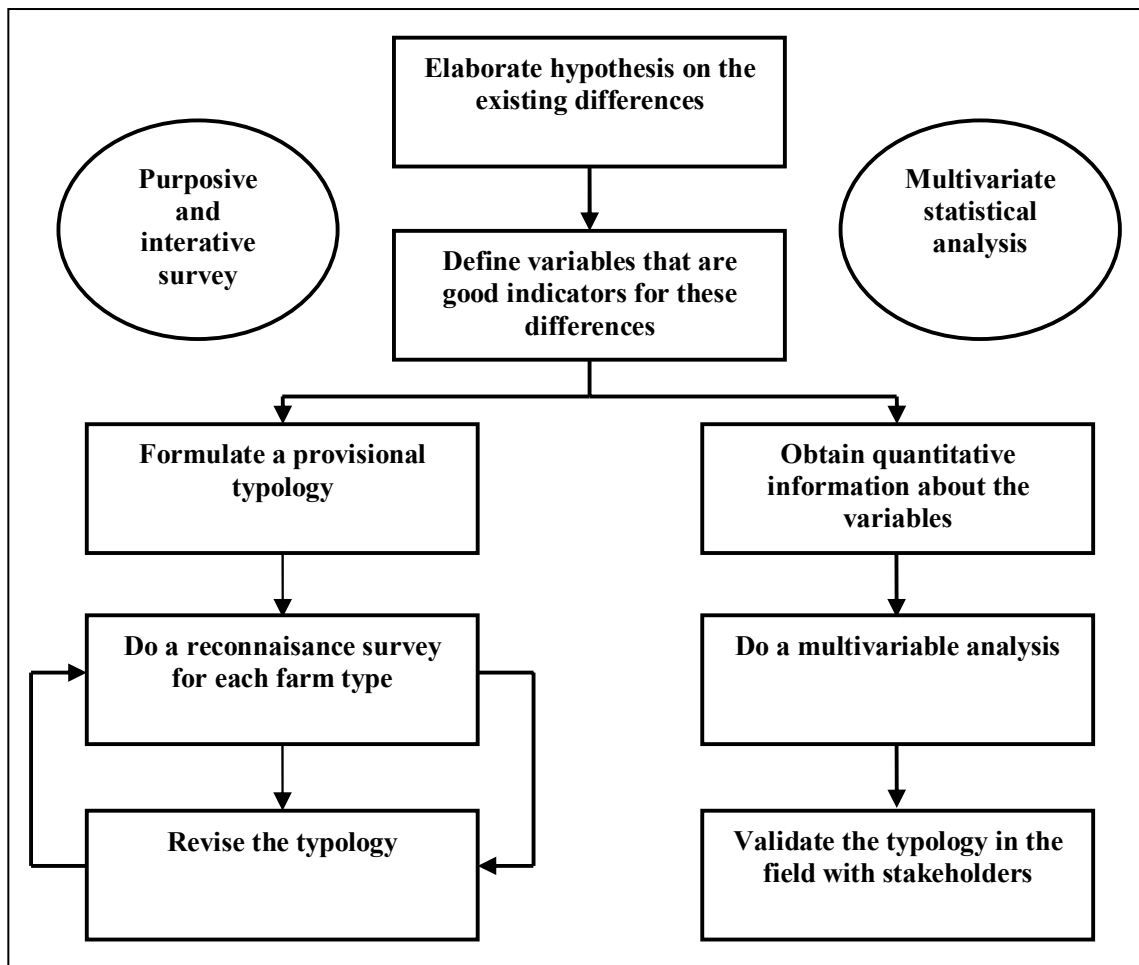 Elaborate hypothesis on the
existing differences
Purposive
and
interative
survey
Multivariate
statistical
analysis
Define variables that are
good indicators for these
differences
Formulate a provisional
typology
Obtain quantitative
information about the
variables
Do a reconnaisance survey
for each farm type
Do a multivariable analysis
Revise the typology
Validate the typology in the
field with stakeholders